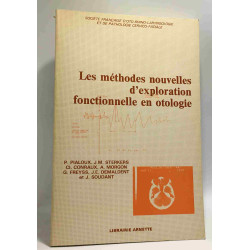 SOCIÉTÉ FRANÇAISE D'OTO-RHINO-LARYNGOLOGIE
ET DE PATHOLOGIE CERVICO-FACIALE
Les méthodes nouvelles
d'exploration
fonctionnelle en otologie
P. PIALOUX, J.M. STERKERS
Cl. CONRAUX, A. MORGON
G. FREYSS, J.C. DEMALDENT
et J. SOUDANT
LIBRAIRIE ARNETTE